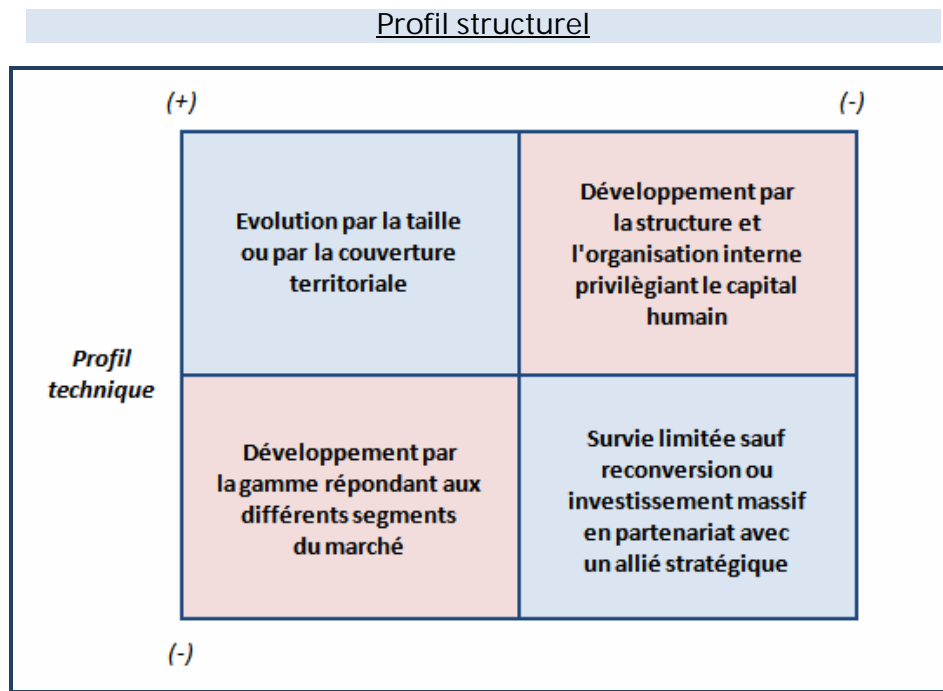 Profil structurel
(+)
(-)
Evolution par la taille
ou par la couverture
territoriale
Développement par
la structure et
l'organisation interne
privilègiant le capital
humain
Profil
technique
Développement par
la gamme répondant aux
différents segments
du marché
Survie limitée sauf
reconversion ou
investissement massif
en partenariat avec
un allié stratégique
(-)